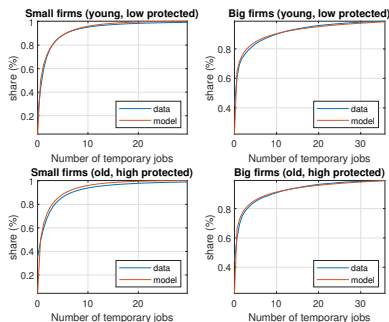 Small firms (young, low protected)
1
0.8
0.6
0.4
0.2
share (%)
data
model
0
10
20
Number of temporary jobs
Big firms (young, low protected)
0.8
0.6
0.4
share (%)
data
model
0
10
20
30
Number of temporary jobs
Small firms (old, high protected)
1
0.8
0.6
0.4
0.2
share (%)
data
model
0
10
20
Number of temporary jobs
Big firms (old, high protected)
0.8
0.6
0.4
share (%)
data
model
0
10
20
30
Number of temporary jobs